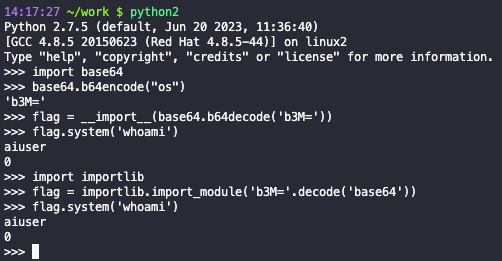 14:17:27 ~/work $ python2
Python 2.7.5 (default, Jun 20 2023, 11:36:40)
[GCC 4.8.5 20150623 (Red Hat 4.8.5-44)] on linux2
Type "help", "copyright", "credits" or "license" for more information.
>>> import base64
>>> base64.b64encode("os")
'b3M='
>>> flag = __import__(base64.b64decode('b3M='))
>>> flag.system('whoami')
aiuser
0
>>> import importlib
>>> flag = importlib.import_module('b3M='.decode('base64'))
>>> flag.system('whoami')
aiuser
0
>>>